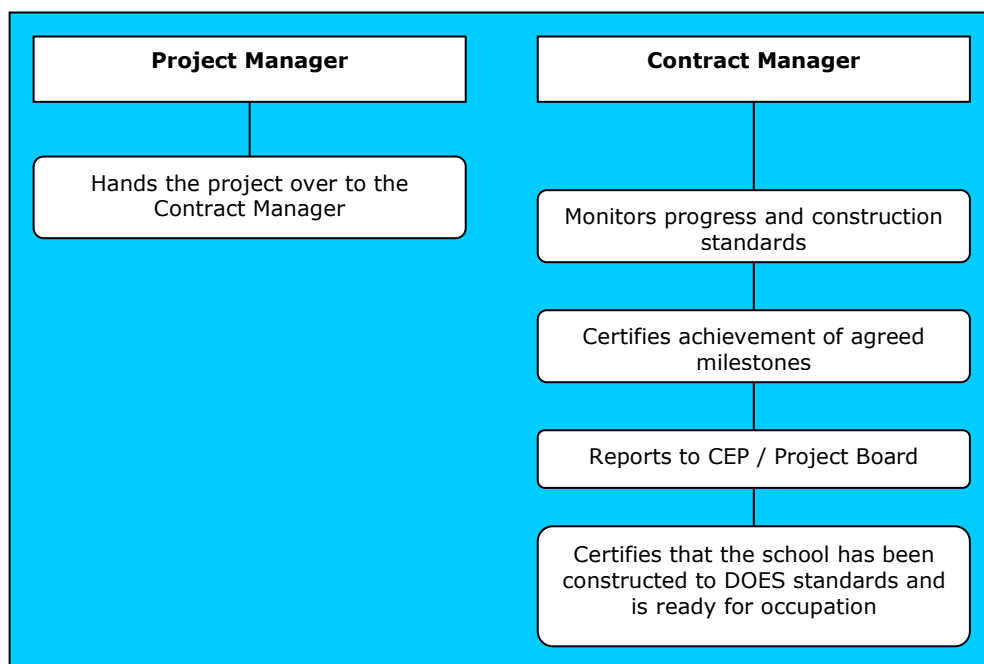 Project Manager
Hands the project over to the
Contract Manager
Contract Manager
Monitors progress and construction
standards
Certifies achievement of agreed
milestones
Reports to CEP / Project Board
Certifies that the school has been
constructed to DOES standards and
is ready for occupation